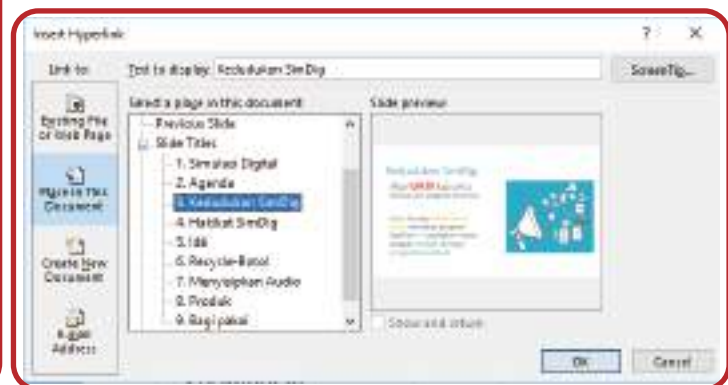 Insert Hyperlink
? X
Link to:
Text to display: Kedudukan SimDig
ScreenTip...
Existing File
or Web Page
Place in This
Document
Create New
Document
E-mail
Address
Select a place in this document:
Previous Slide
Slide Titles
1. Simulasi Digital
2. Agenda
3. Kedudukan SimDig
4. Hakikat SimDig
5. Ide
6. Recycle-Botol
7. Menyisipkan Audio
8. Produk
9. Bagi pakai
Slide preview:
Kedudukan SimDig
Show and return
OK
Cancel